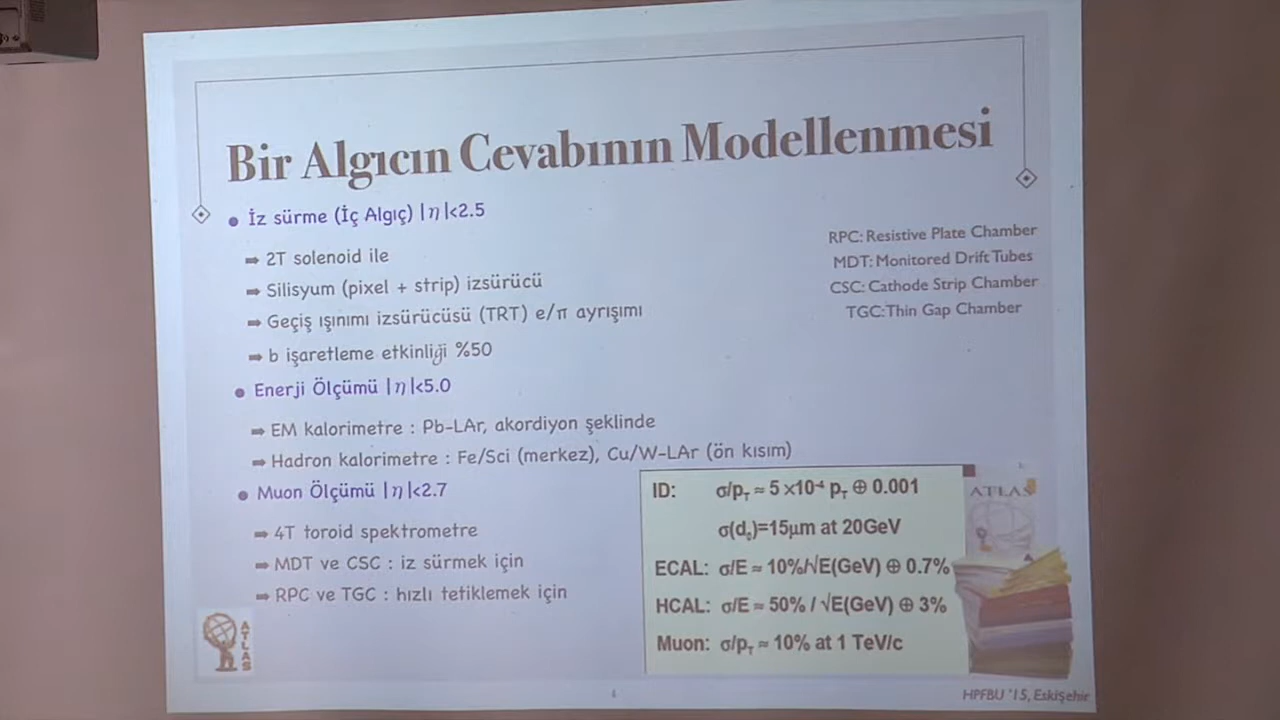 Bir Algıcın Cevabının Modellenmesi
● İz sürme (İç Algıç) |η|<2.5
➡ 2T solenoid ile
➡ Silisyum (pixel + strip) izsürücü
➡ Geçiş ışınımı izsürücüsü (TRT) e/π ayrışımı
➡ b işaretleme etkinliği %50
● Enerji Ölçümü |η|<5.0
➡ EM kalorimetre : Pb-LAr, akordiyon şeklinde
➡ Hadron kalorimetre : Fe/Sci (merkez), Cu/W-LAr (ön kısım)
● Muon Ölçümü |η|<2.7
➡ 4T toroid spektrometre
➡ MDT ve CSC : iz sürmek için
➡ RPC ve TGC : hızlı tetiklemek için
RPC: Resistive Plate Chamber
MDT: Monitored Drift Tubes
CSC: Cathode Strip Chamber
TGC:Thin Gap Chamber
ID: σ/pT ≈ 5 x10-4 pT ⊕ 0.001
σ(d0)=15μm at 20GeV
ECAL: σ/E ≈ 10%/√E(GeV) ⊕ 0.7%
HCAL: σ/E ≈ 50% / √E(GeV) ⊕ 3%
Muon: σ/pT ≈ 10% at 1 TeV/c
ATLAS
ATLAS
HPFBU '15, Eskişehir